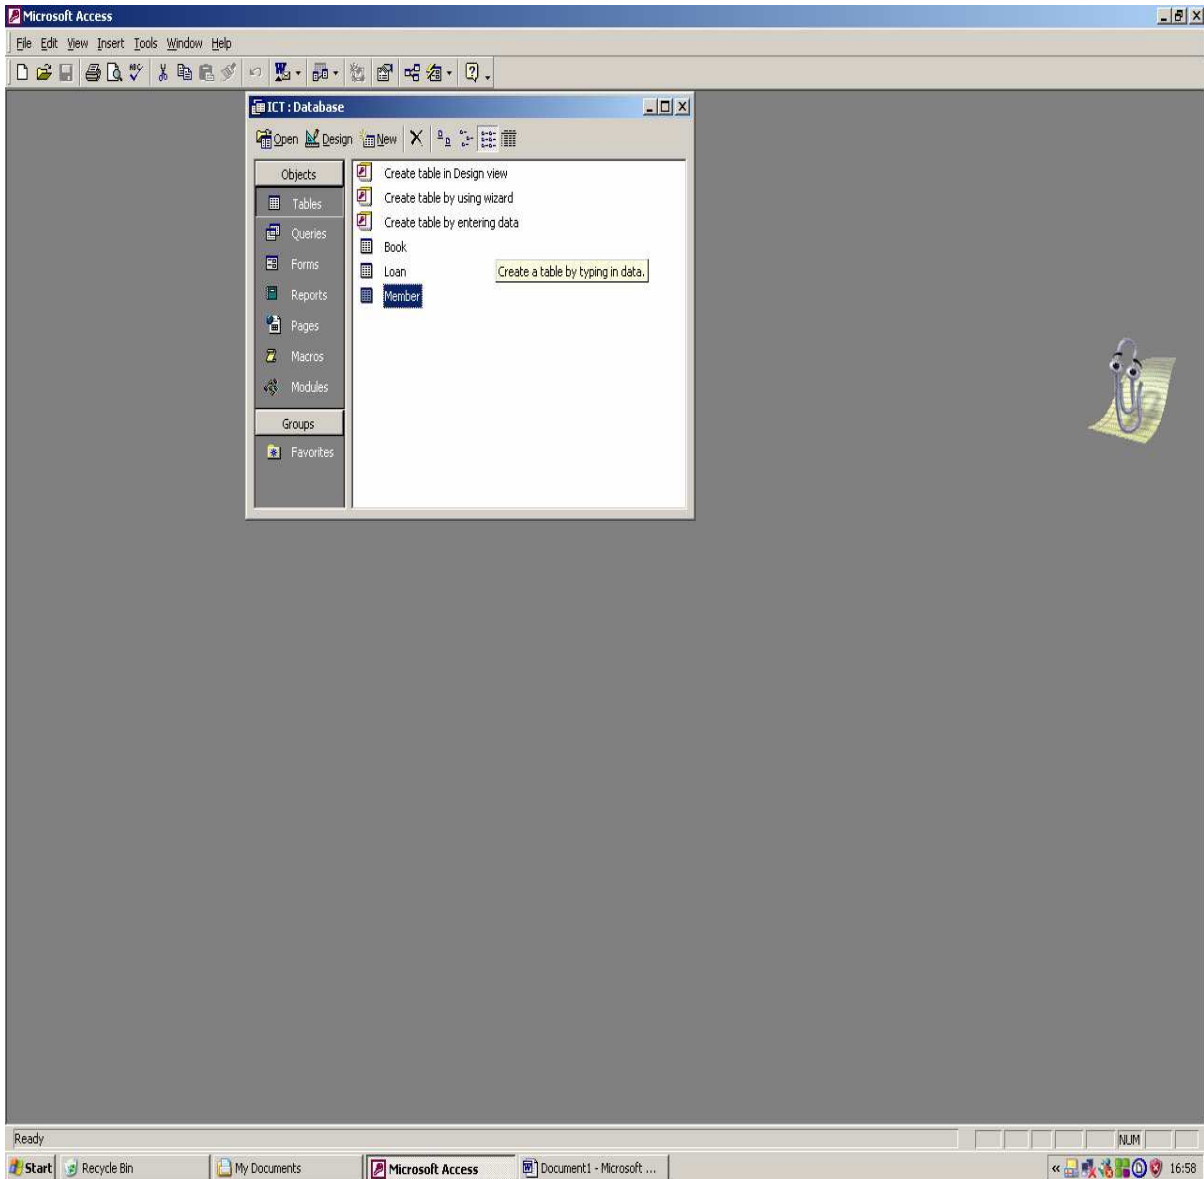 Microsoft Access
File Edit View Insert Tools Window Help
ICT : Database
Open Design New
Objects
Tables
Queries
Forms
Reports
Pages
Macros
Modules
Groups
Favorites
Create table in Design view
Create table by using wizard
Create table by entering data
Book
Loan
Create a table by typing in data.
Member
Ready
NUM
Start Recycle Bin My Documents Microsoft Access Document1 - Microsoft ... 16:58